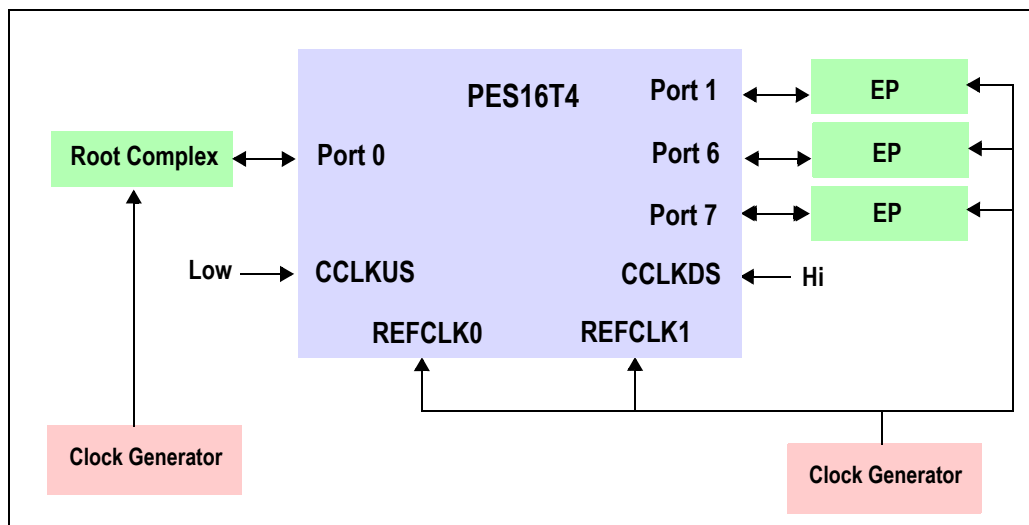 PES16T4
Port 1
EP
Root Complex
Port 0
Port 6
EP
Port 7
EP
Low
CCLKUS
CCLKDS
Hi
REFCLK0
REFCLK1
Clock Generator
Clock Generator